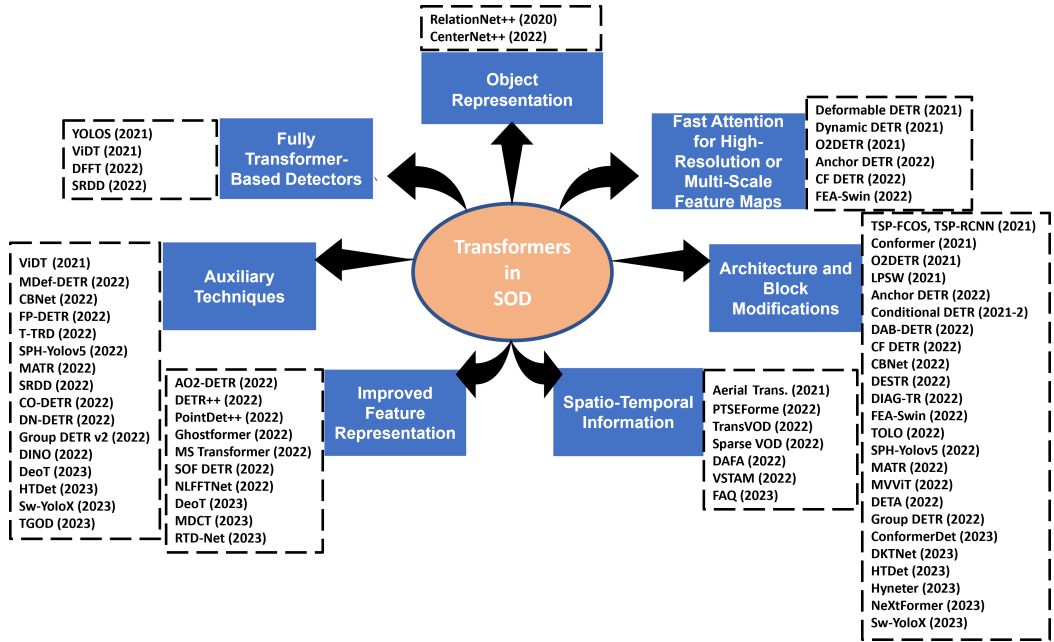 RelationNet++ (2020)
CenterNet++ (2022)
Object
Representation
YOLOS (2021)
ViDT (2021)
DFFT (2022)
SRDD (2022)
Fully
Transformer-
Based Detectors
Fast Attention
for High-
Resolution or
Multi-Scale
Feature Maps
Deformable DETR (2021)
Dynamic DETR (2021)
O2DETR (2021)
Anchor DETR (2022)
CF DETR (2022)
FEA-Swin (2022)
Transformers
in
SOD
ViDT (2021)
MDef-DETR (2022)
CBNet (2022)
FP-DETR (2022)
T-TRD (2022)
SPH-Yolov5 (2022)
MATR (2022)
SRDD (2022)
CO-DETR (2022)
DN-DETR (2022)
Group DETR v2 (2022)
DINO (2022)
DeoT (2023)
HTDet (2023)
Sw-YoloX (2023)
TGOD (2023)
Auxiliary
Techniques
Architecture and
Block
Modifications
TSP-FCOS, TSP-RCNN (2021)
Conformer (2021)
O2DETR (2021)
LPSW (2021)
Anchor DETR (2022)
Conditional DETR (2021-2)
DAB-DETR (2022)
CF DETR (2022)
CBNet (2022)
DESTR (2022)
DIAG-TR (2022)
FEA-Swin (2022)
TOLO (2022)
SPH-Yolov5 (2022)
MATR (2022)
MVViT (2022)
DETA (2022)
Group DETR (2022)
ConformerDet (2023)
DKTNet (2023)
HTDet (2023)
Hyneter (2023)
NeXtFormer (2023)
Sw-YoloX (2023)
AO2-DETR (2022)
DETR++ (2022)
PointDet++ (2022)
Ghostformer (2022)
MS Transformer (2022)
SOF DETR (2022)
NLFFTNet (2022)
DeoT (2023)
MDCT (2023)
RTD-Net (2023)
Improved
Feature
Representation
Spatio-Temporal
Information
Aerial Trans. (2021)
PTSEForme (2022)
TransVOD (2022)
Sparse VOD (2022)
DAFA (2022)
VSTAM (2022)
FAQ (2023)